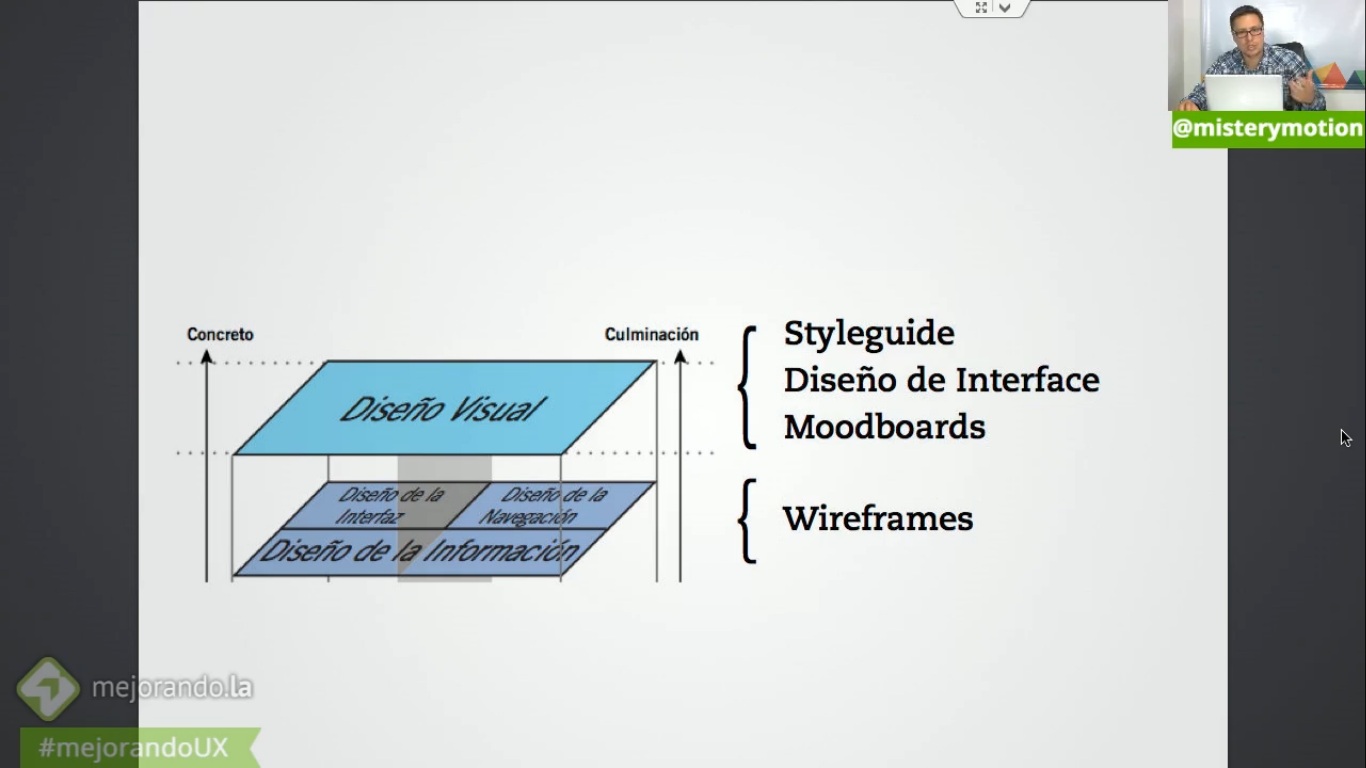 @misterymotion
Concreto
Culminación
Diseño Visual
Diseño de la
Interfaz
Diseño de la
Navegación
Diseño de la Información
Styleguide
Diseño de Interface
Moodboards
Wireframes
mejorando.la
#mejorandoUX